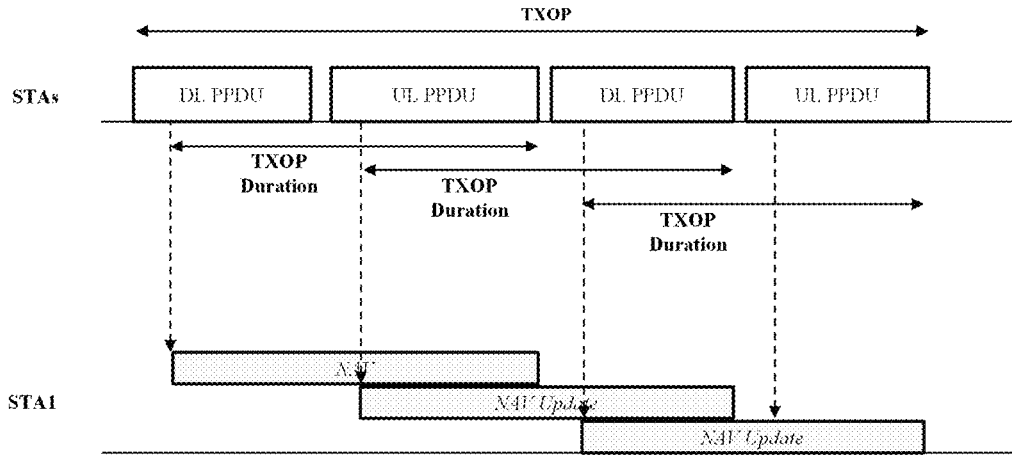 TXOP
STAs
DL PPDU
UL PPDU
DL PPDU
UL PPDU
TXOP
Duration
TXOP
Duration
TXOP
Duration
NAV
STA1
NAV Update
NAV Update